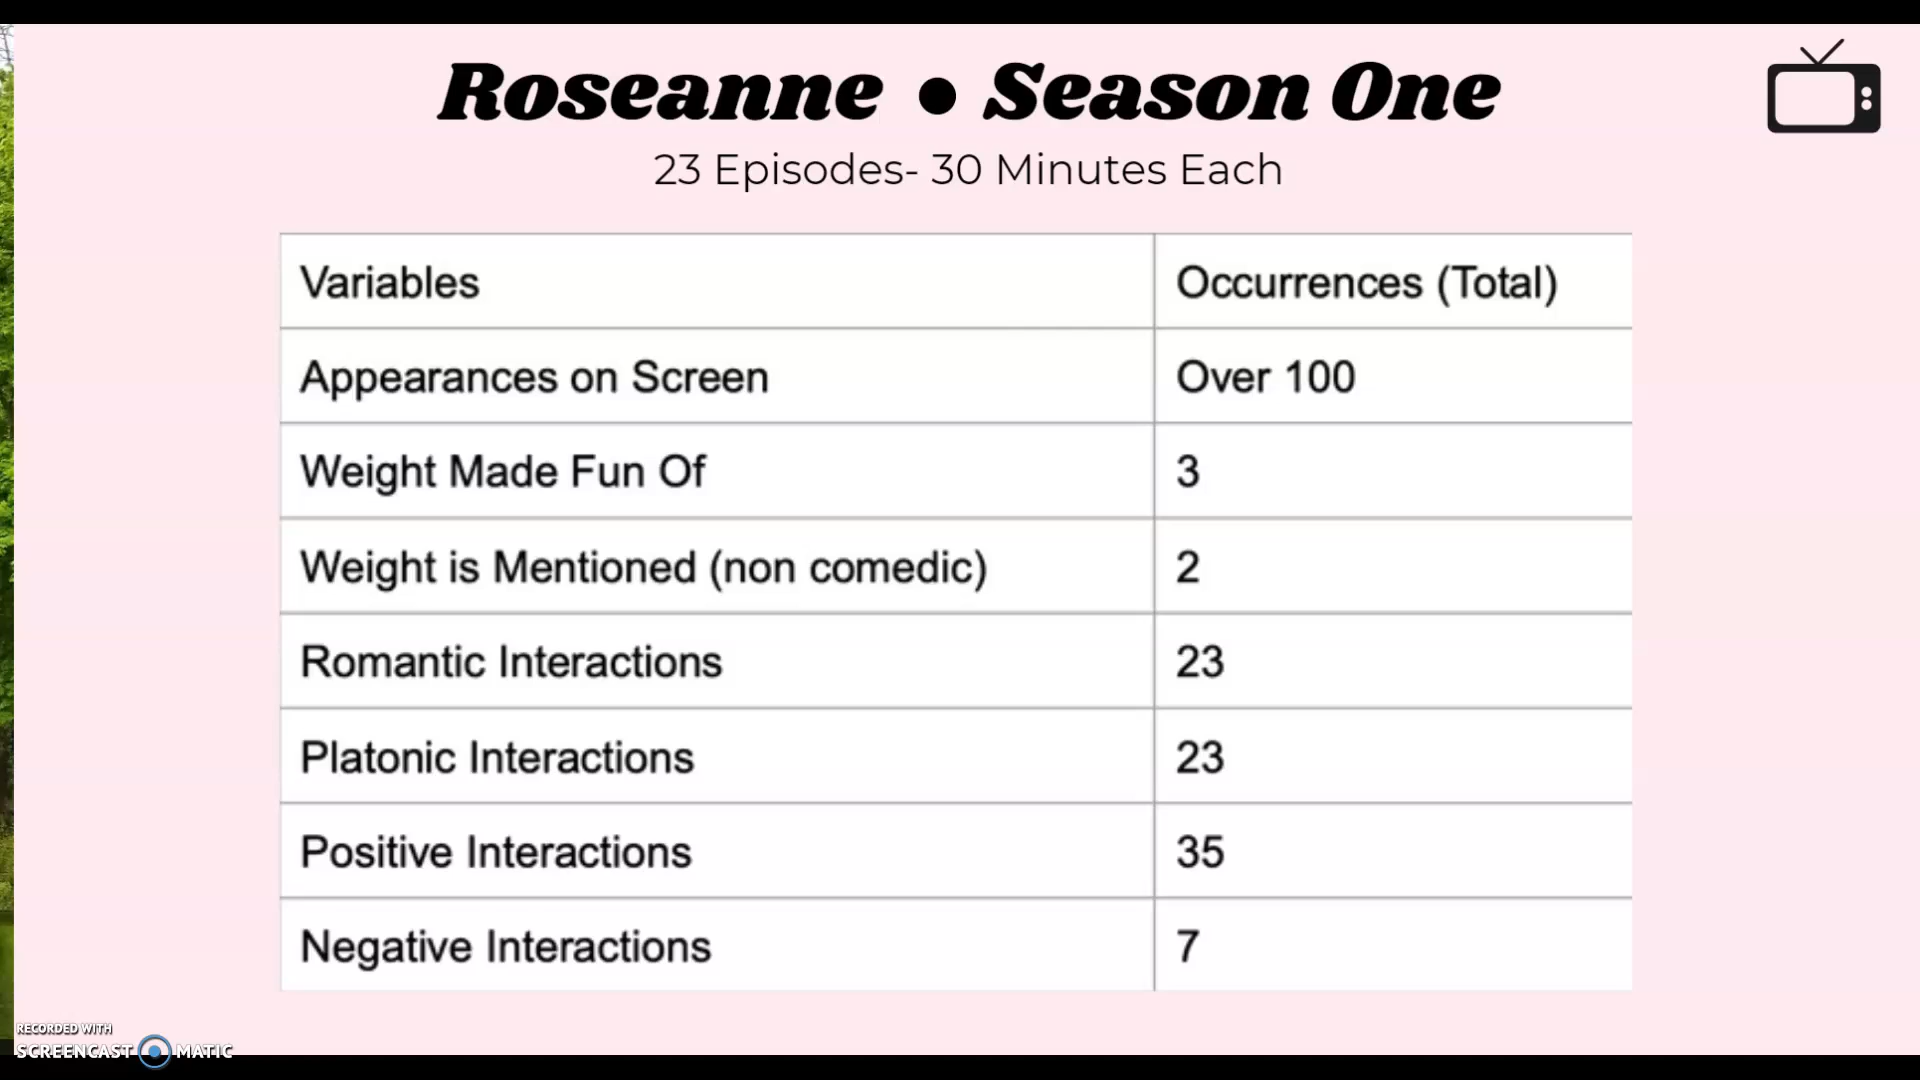 Roseanne • Season One
23 Episodes- 30 Minutes Each
Variables Occurrences (Total)
Appearances on Screen Over 100
Weight Made Fun Of 3
Weight is Mentioned (non comedic) 2
Romantic Interactions 23
Platonic Interactions 23
Positive Interactions 35
Negative Interactions 7
RECORDED WITH
SCREENCAST MATIC